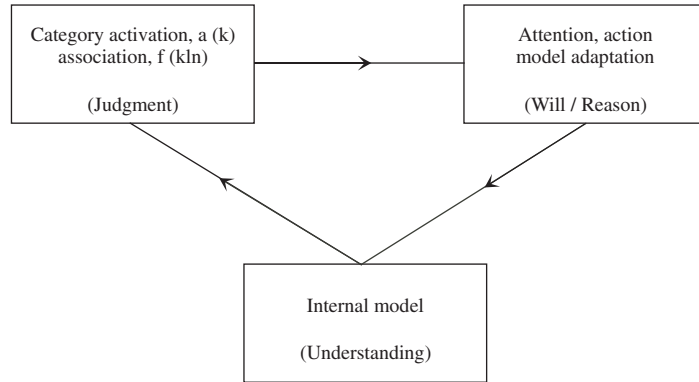 Category activation, a (k)
association, f (kln)
(Judgment)
Attention, action
model adaptation
(Will / Reason)
Internal model
(Understanding)